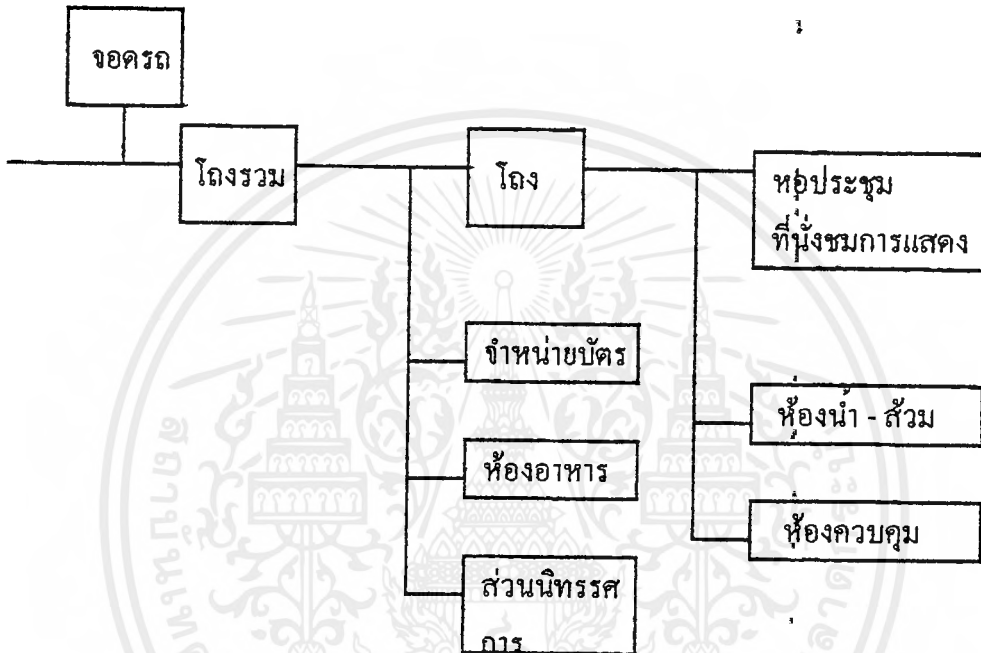 จอดรถ
โถงรวม
โถง
หอประชุม
ที่นั่งชมการแสดง
จำหน่ายบัตร
ห้องน้ำ - ส้วม
ห้องอาหาร
ห้องควบคุม
ส่วนนิทรรศ
การ